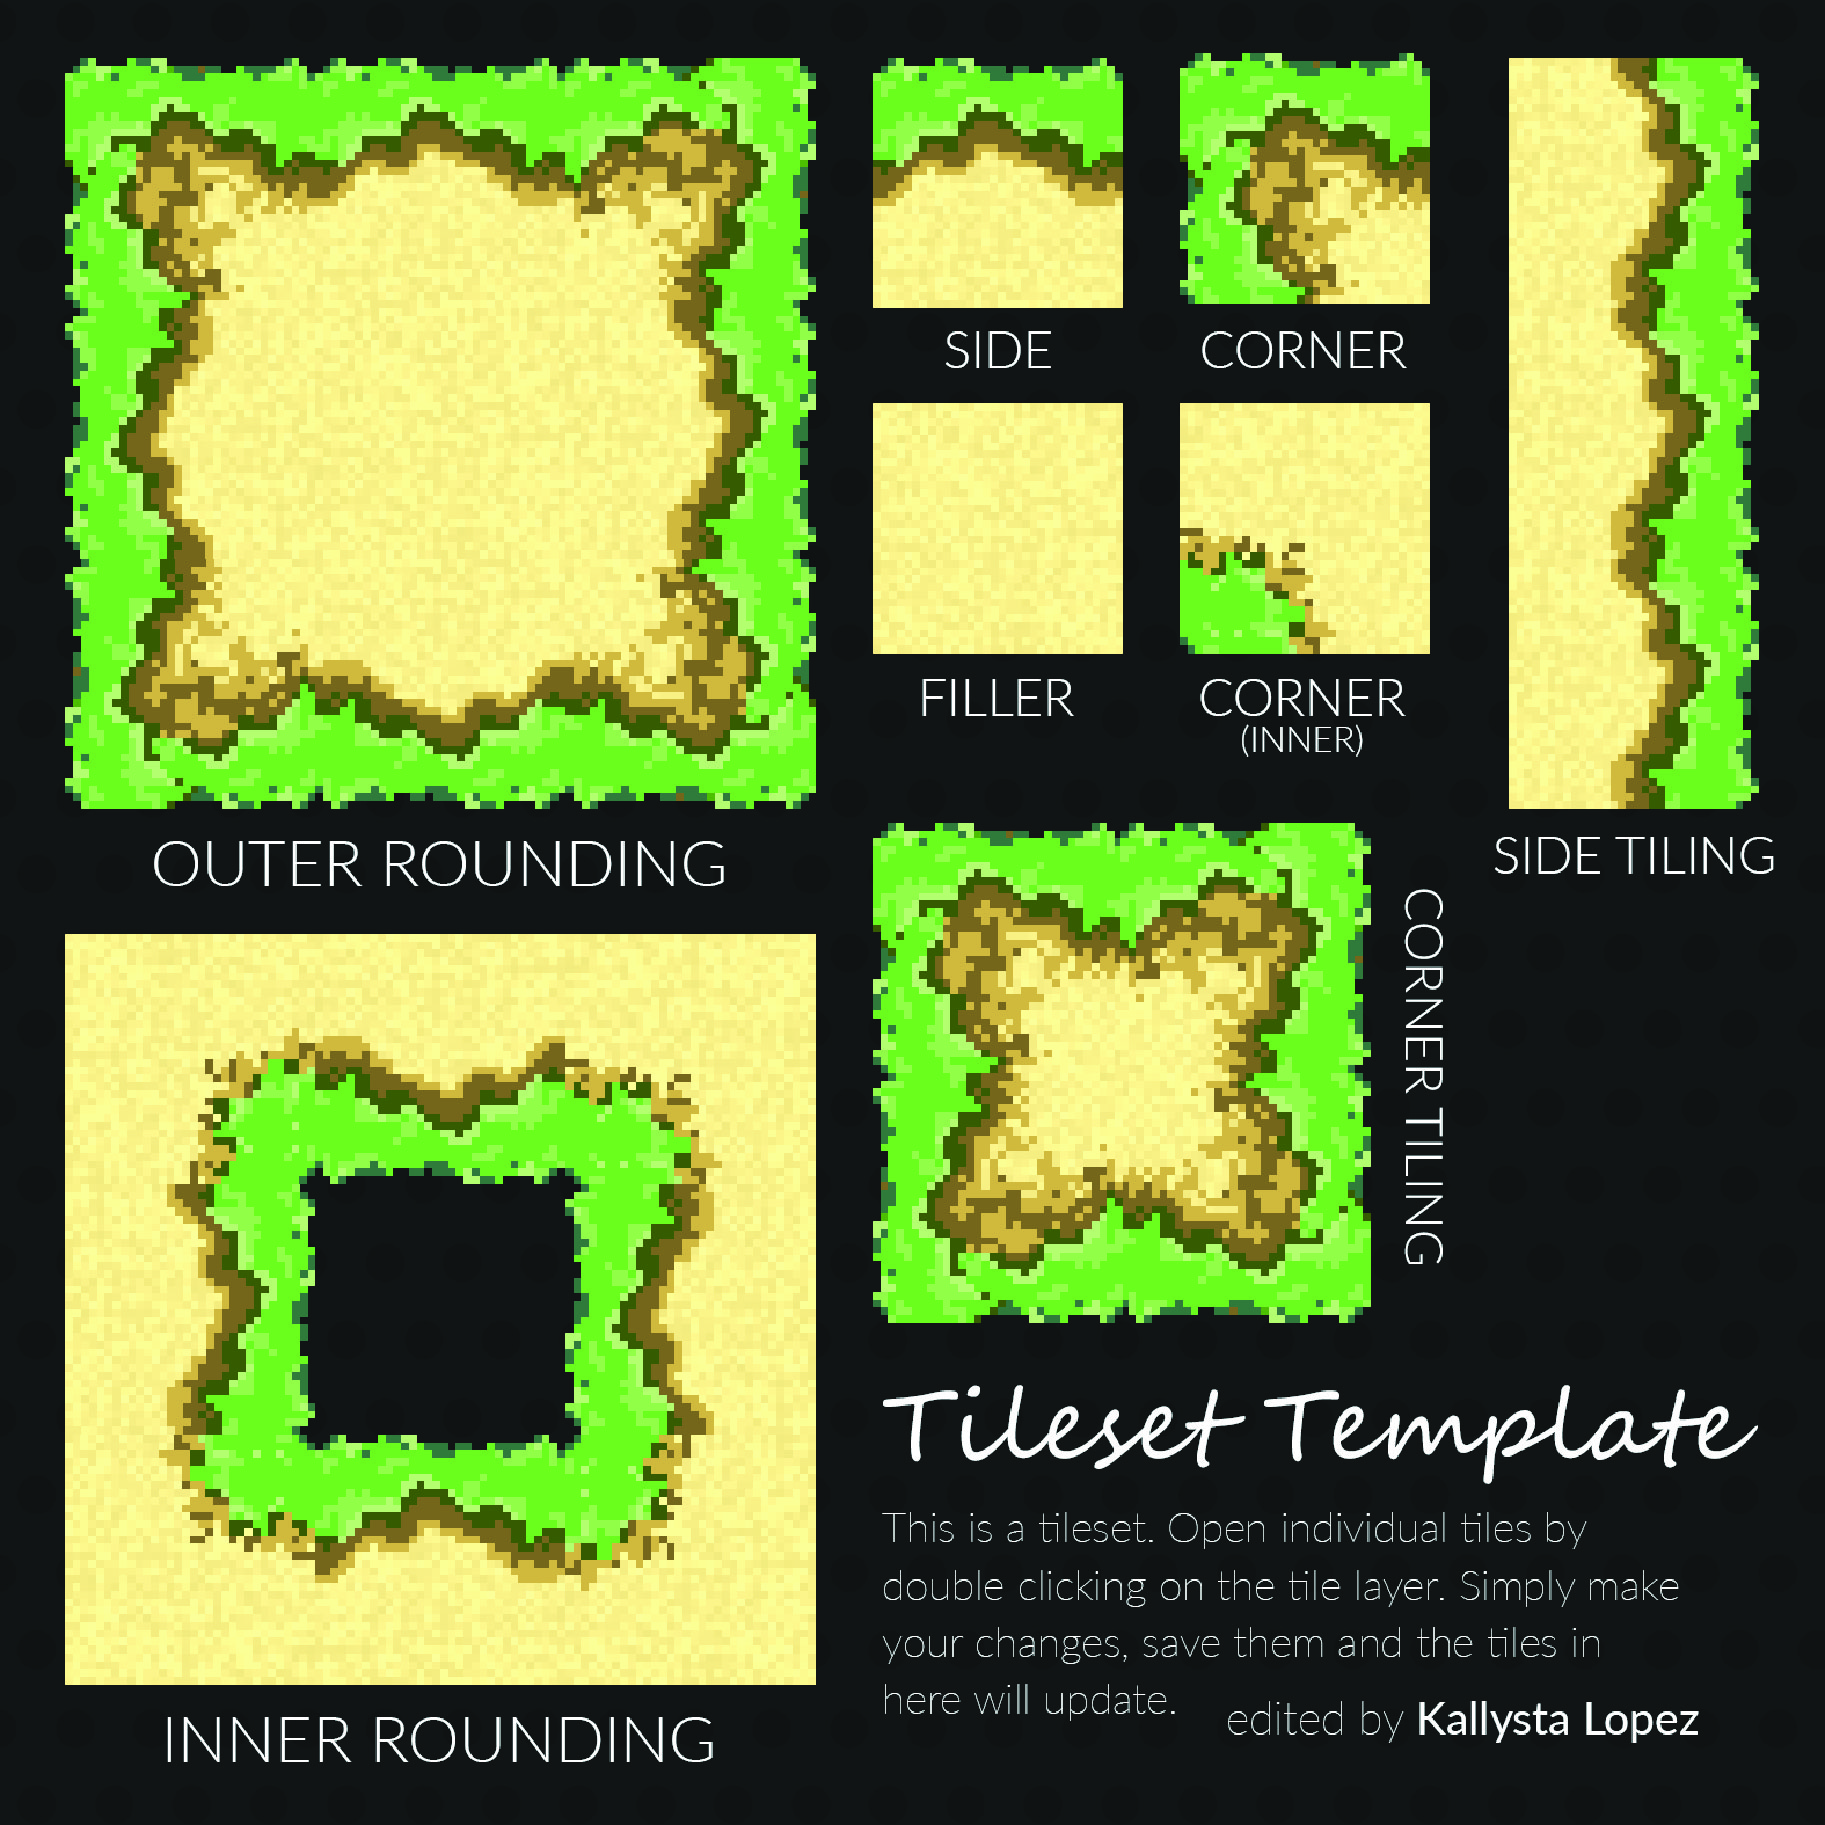 SIDE
CORNER
FILLER
CORNER
(INNER)
OUTER ROUNDING
SIDE TILING
CORNER TILING
INNER ROUNDING
Tileset Template
This is a tileset. Open individual tiles by
double clicking on the tile layer. Simply make
your changes, save them and the tiles in
here will update.
edited by Kallysta Lopez